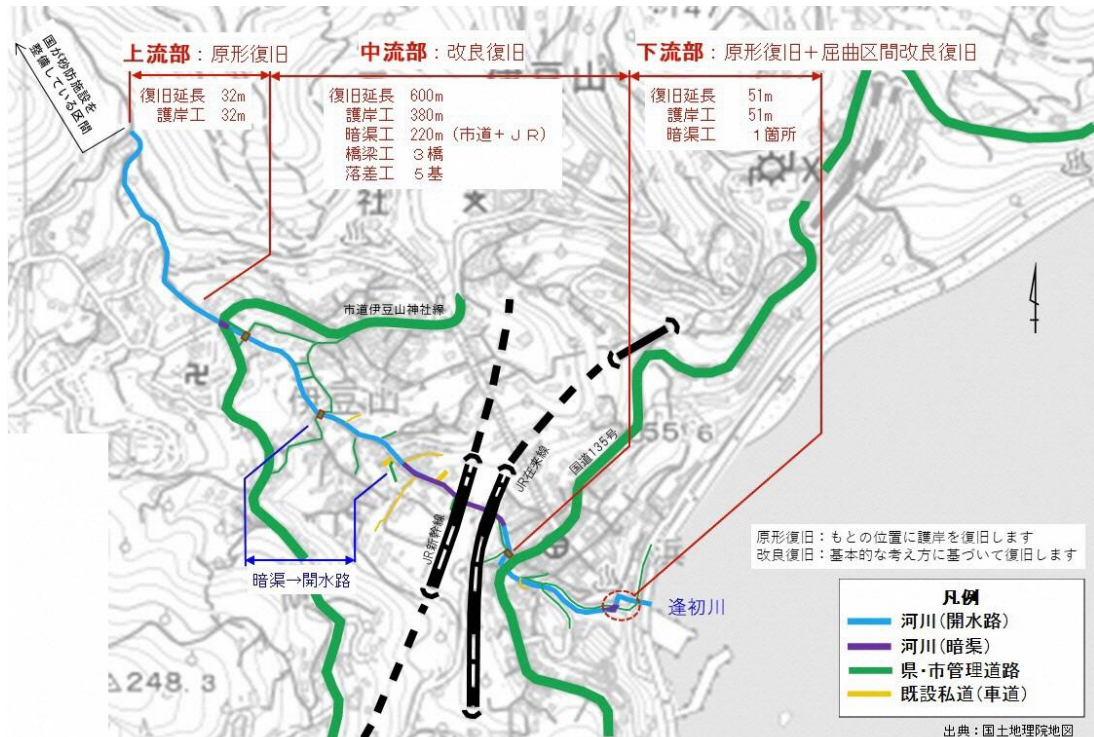 国が砂防施設を
整備している区間
上流部：原形復旧
復旧延長　32m
護岸工　32m
中流部：改良復旧
復旧延長　600m
護岸工　380m
暗渠工　220m（市道+ＪＲ）
橋梁工　３橋
落差工　５基
下流部：原形復旧+屈曲区間改良復旧
復旧延長　51m
護岸工　51m
暗渠工　１箇所
伊豆山
社
文
市道伊豆山神社線
卍
伊豆山
55.6
国道135号
JR在来線
JR新幹線
浜
暗渠→開水路
逢初川
248.3
原形復旧：もとの位置に護岸を復旧します
改良復旧：基本的な考え方に基づいて復旧します
凡例
河川(開水路)
河川(暗渠)
県・市管理道路
既設私道(車道)
出典：国土地理院地図